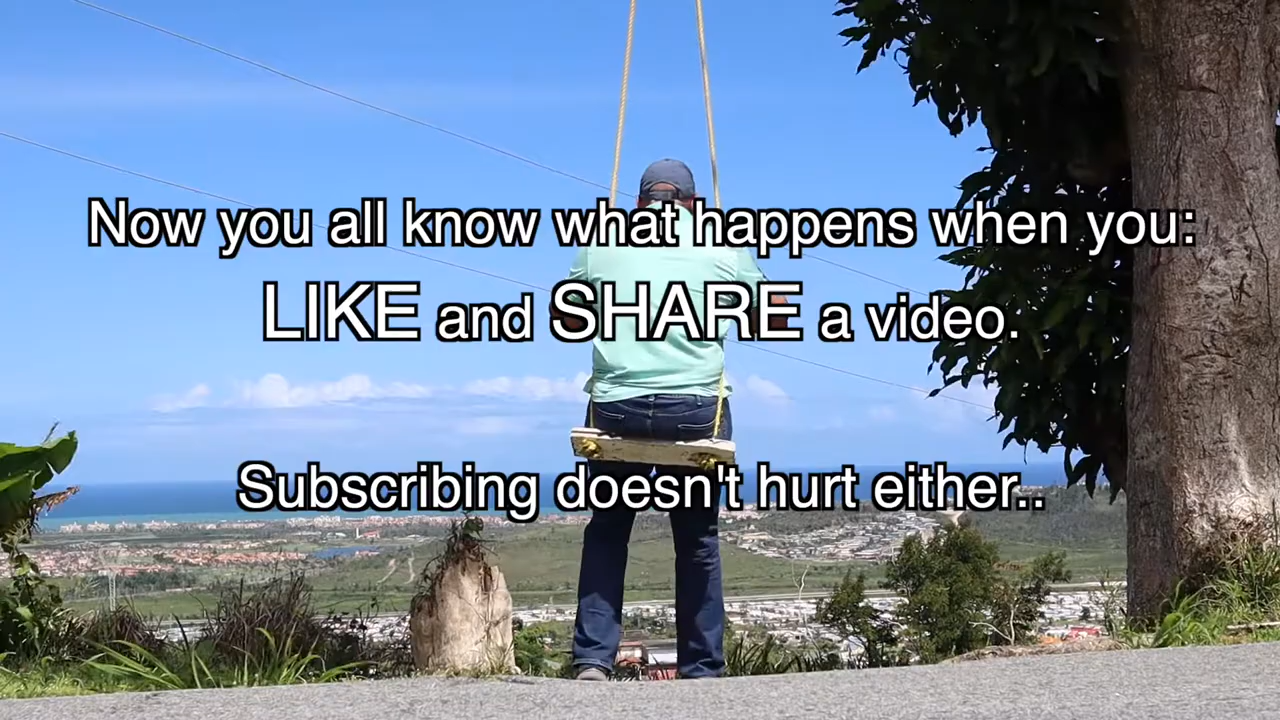 Now you all know what happens when you:
LIKE and SHARE a video.
Subscribing doesn't hurt either..